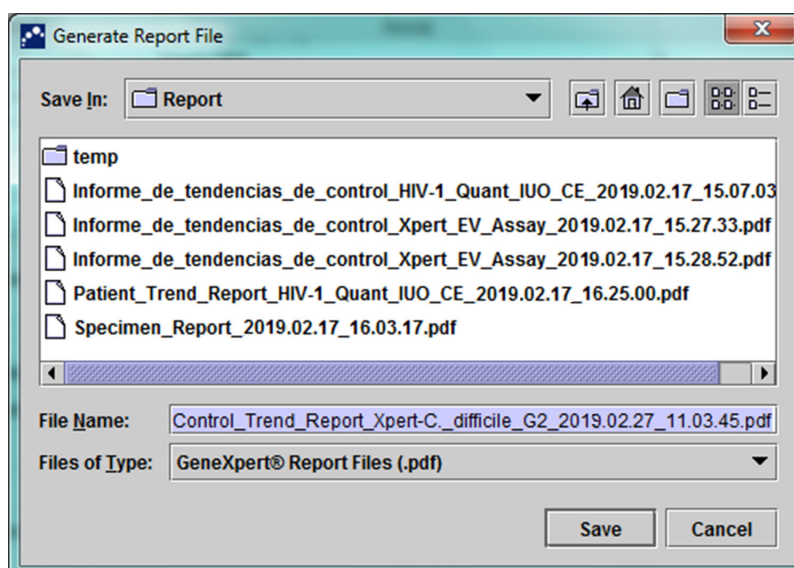 Generate Report File
Save In: Report
temp
Informe_de_tendencias_de_control_HIV-1_Quant_IUO_CE_2019.02.17_15.07.03
Informe_de_tendencias_de_control_Xpert_EV_Assay_2019.02.17_15.27.33.pdf
Informe_de_tendencias_de_control_Xpert_EV_Assay_2019.02.17_15.28.52.pdf
Patient_Trend_Report_HIV-1_Quant_IUO_CE_2019.02.17_16.25.00.pdf
Specimen_Report_2019.02.17_16.03.17.pdf
File Name: Control_Trend_Report_Xpert-C._difficile_G2_2019.02.27_11.03.45.pdf
Files of Type: GeneXpert® Report Files (.pdf)
Save Cancel